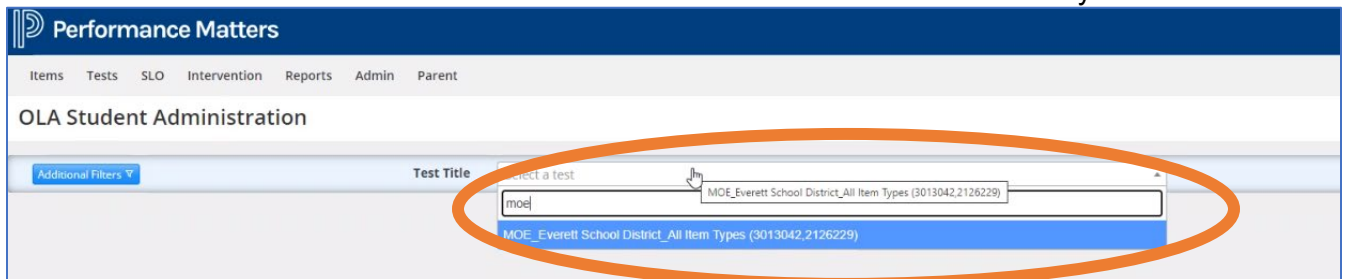 Performance Matters
Items Tests SLO Intervention Reports Admin Parent
OLA Student Administration
Additional Filters
Test Title
Select a test
MOE_Everett School District_All Item Types (3013042,2126229)
moe
MOE_Everett School District_All Item Types (3013042,2126229)